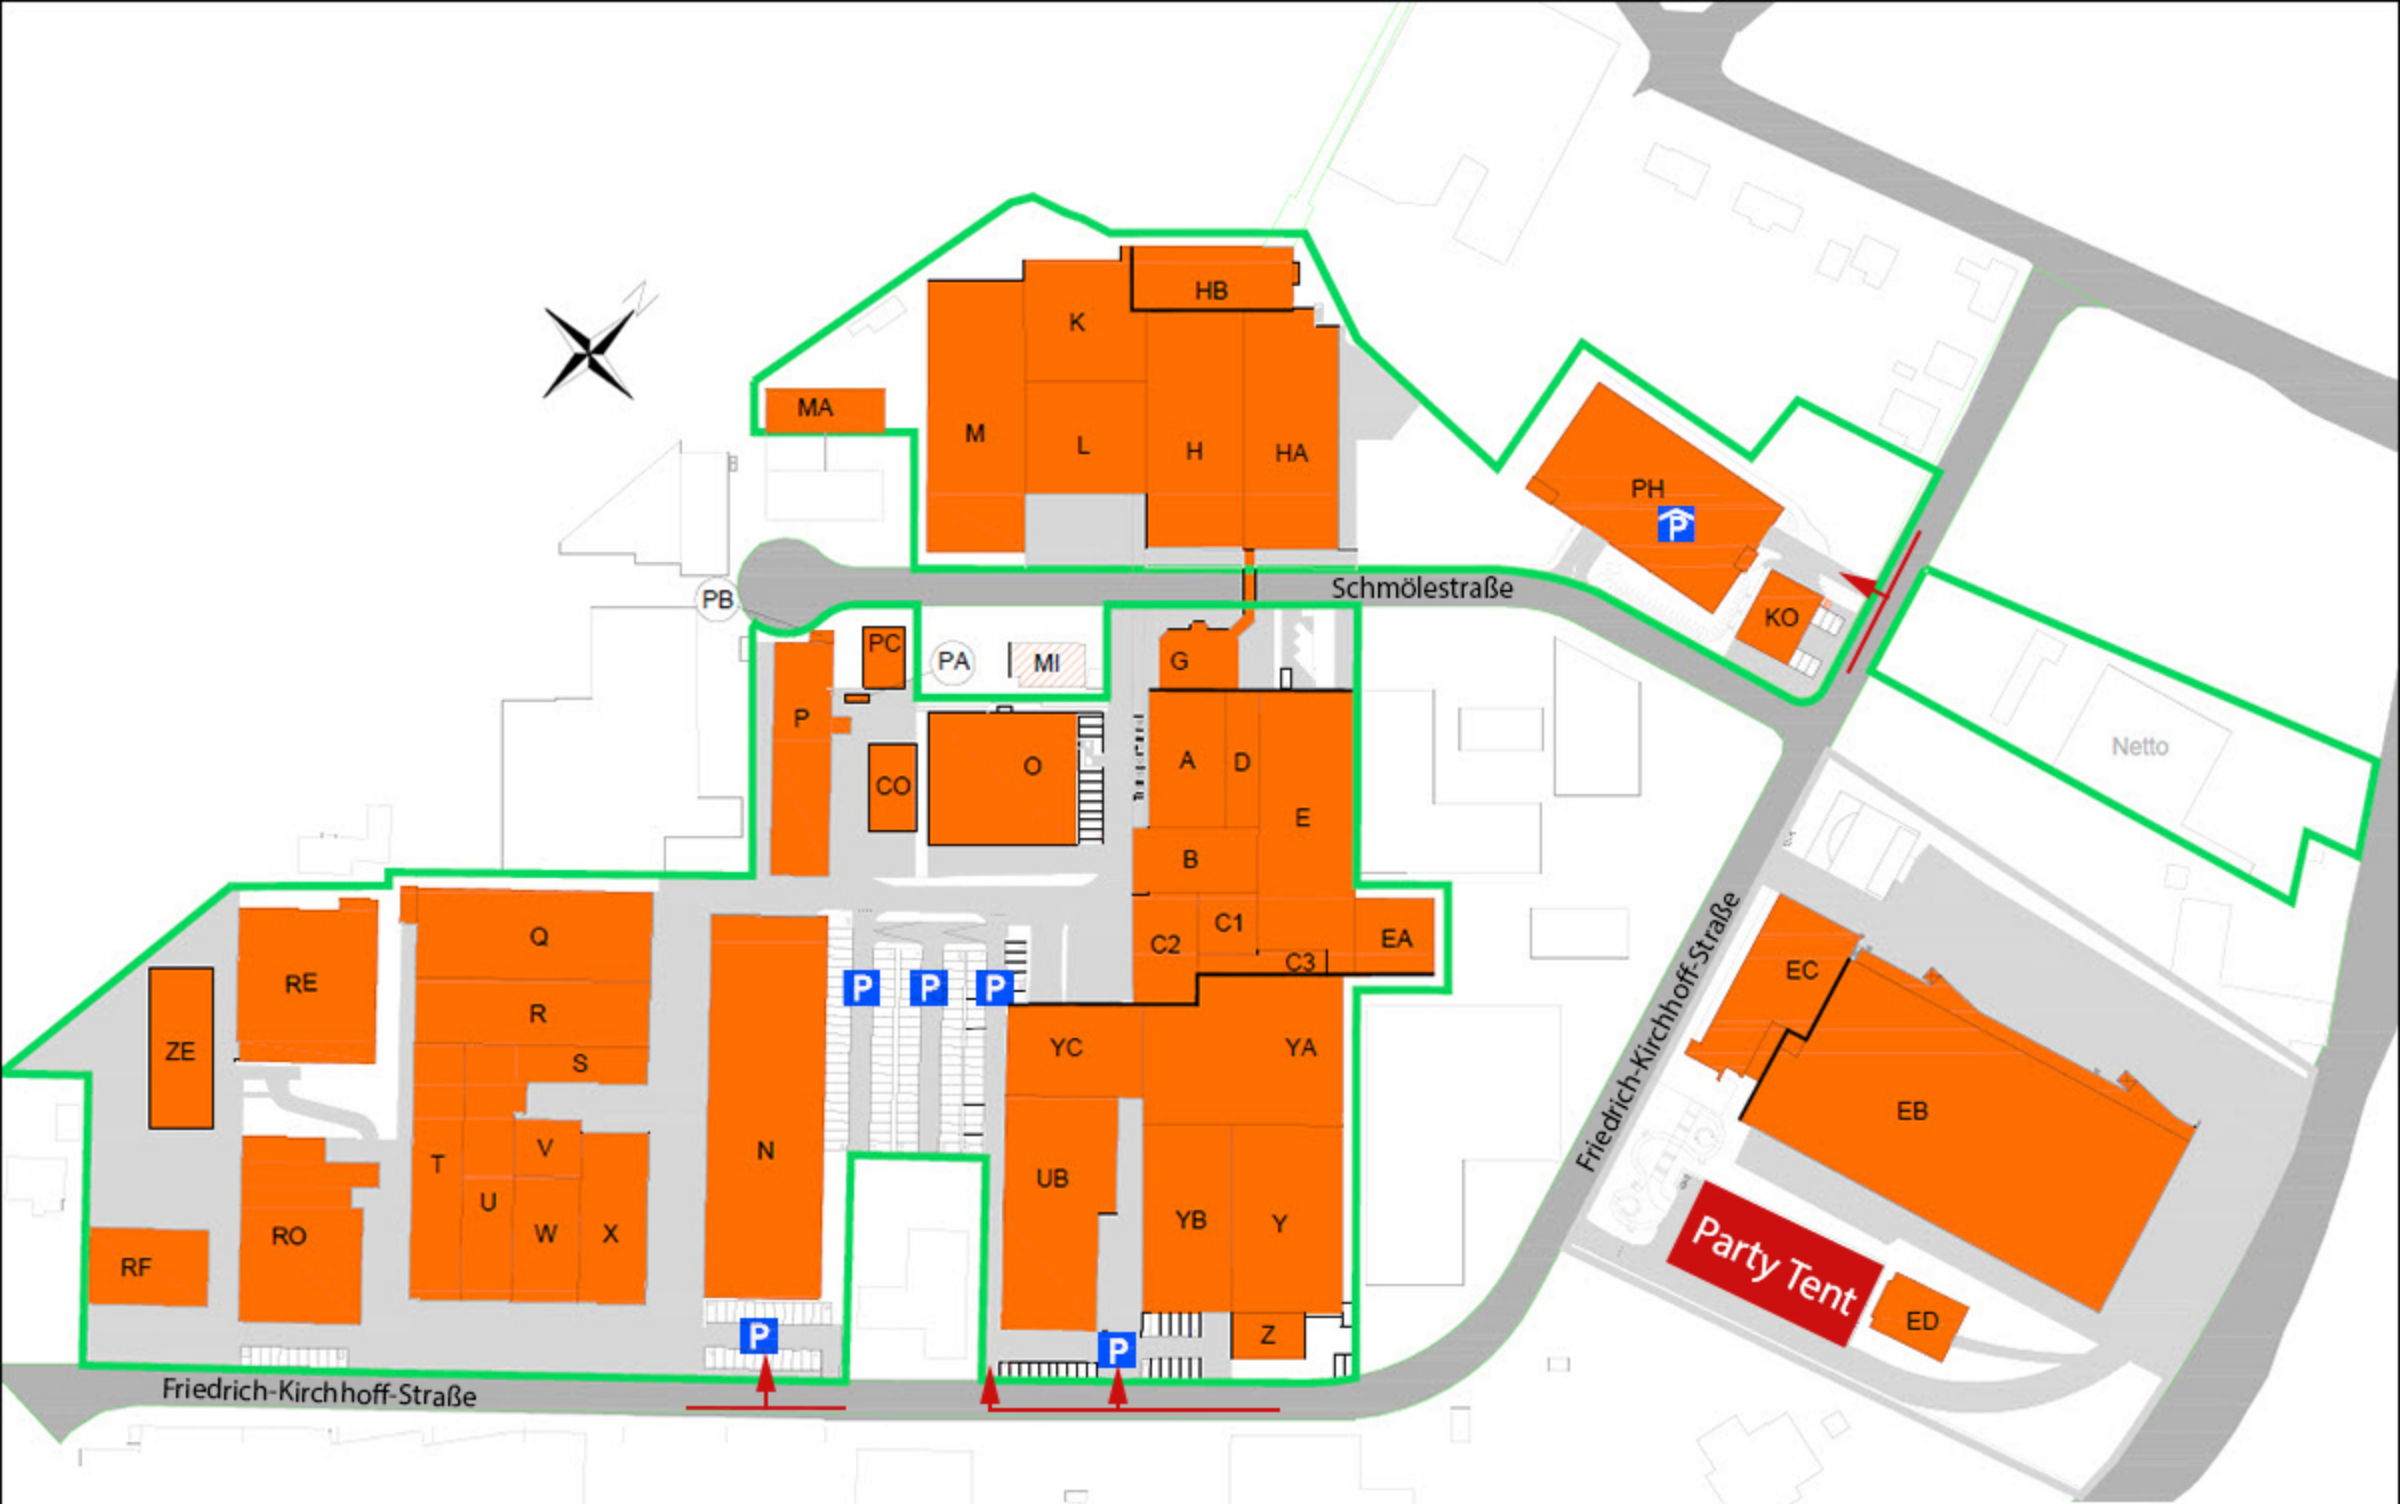 HB
K
MA
M
L
H
HA
PH
P
Schmölestraße
PB
KO
PC
PA
MI
G
P
O
CO
A
D
E
Netto
B
C1
C2
C3
EA
Q
RE
R
ZE
S
P
P
P
YC
YA
EC
EB
Friedrich-Kirchhoff-Straße
T
V
U
W
X
N
UB
YB
Y
RO
RF
Party Tent
ED
P
P
Z
Friedrich-Kirchhoff-Straße